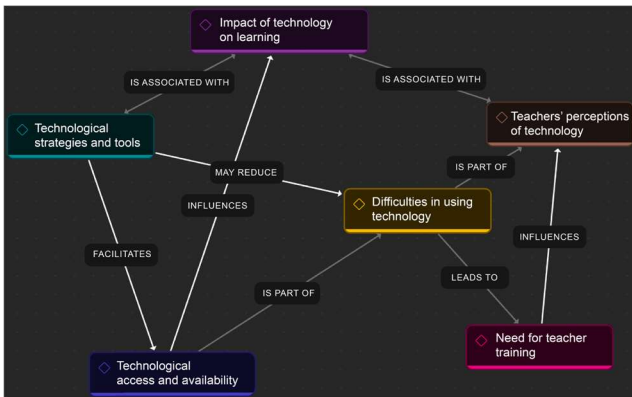 Impact of technology
on learning
IS ASSOCIATED WITH
IS ASSOCIATED WITH
Technological
strategies and tools
Teachers' perceptions
of technology
MAY REDUCE
IS PART OF
Difficulties in using
technology
INFLUENCES
INFLUENCES
FACILITATES
LEADS TO
IS PART OF
Need for teacher
training
Technological
access and availability